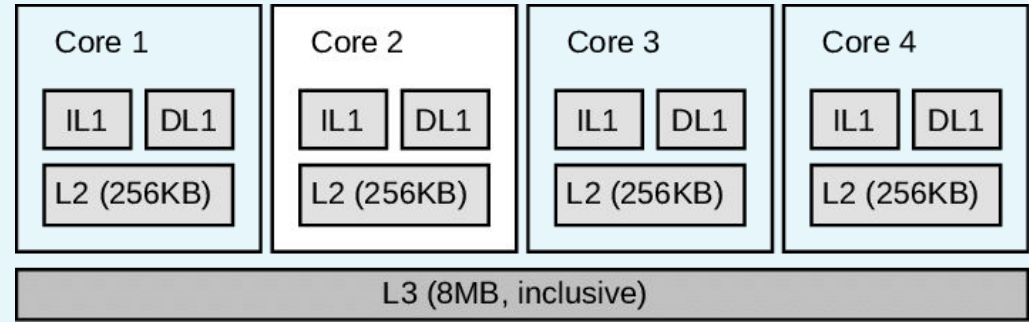 Core 1 Core 2 Core 3 Core 4
IL1 DL1 IL1 DL1 IL1 DL1 IL1 DL1
L2 (256KB) L2 (256KB) L2 (256KB) L2 (256KB)
L3 (8MB, inclusive)